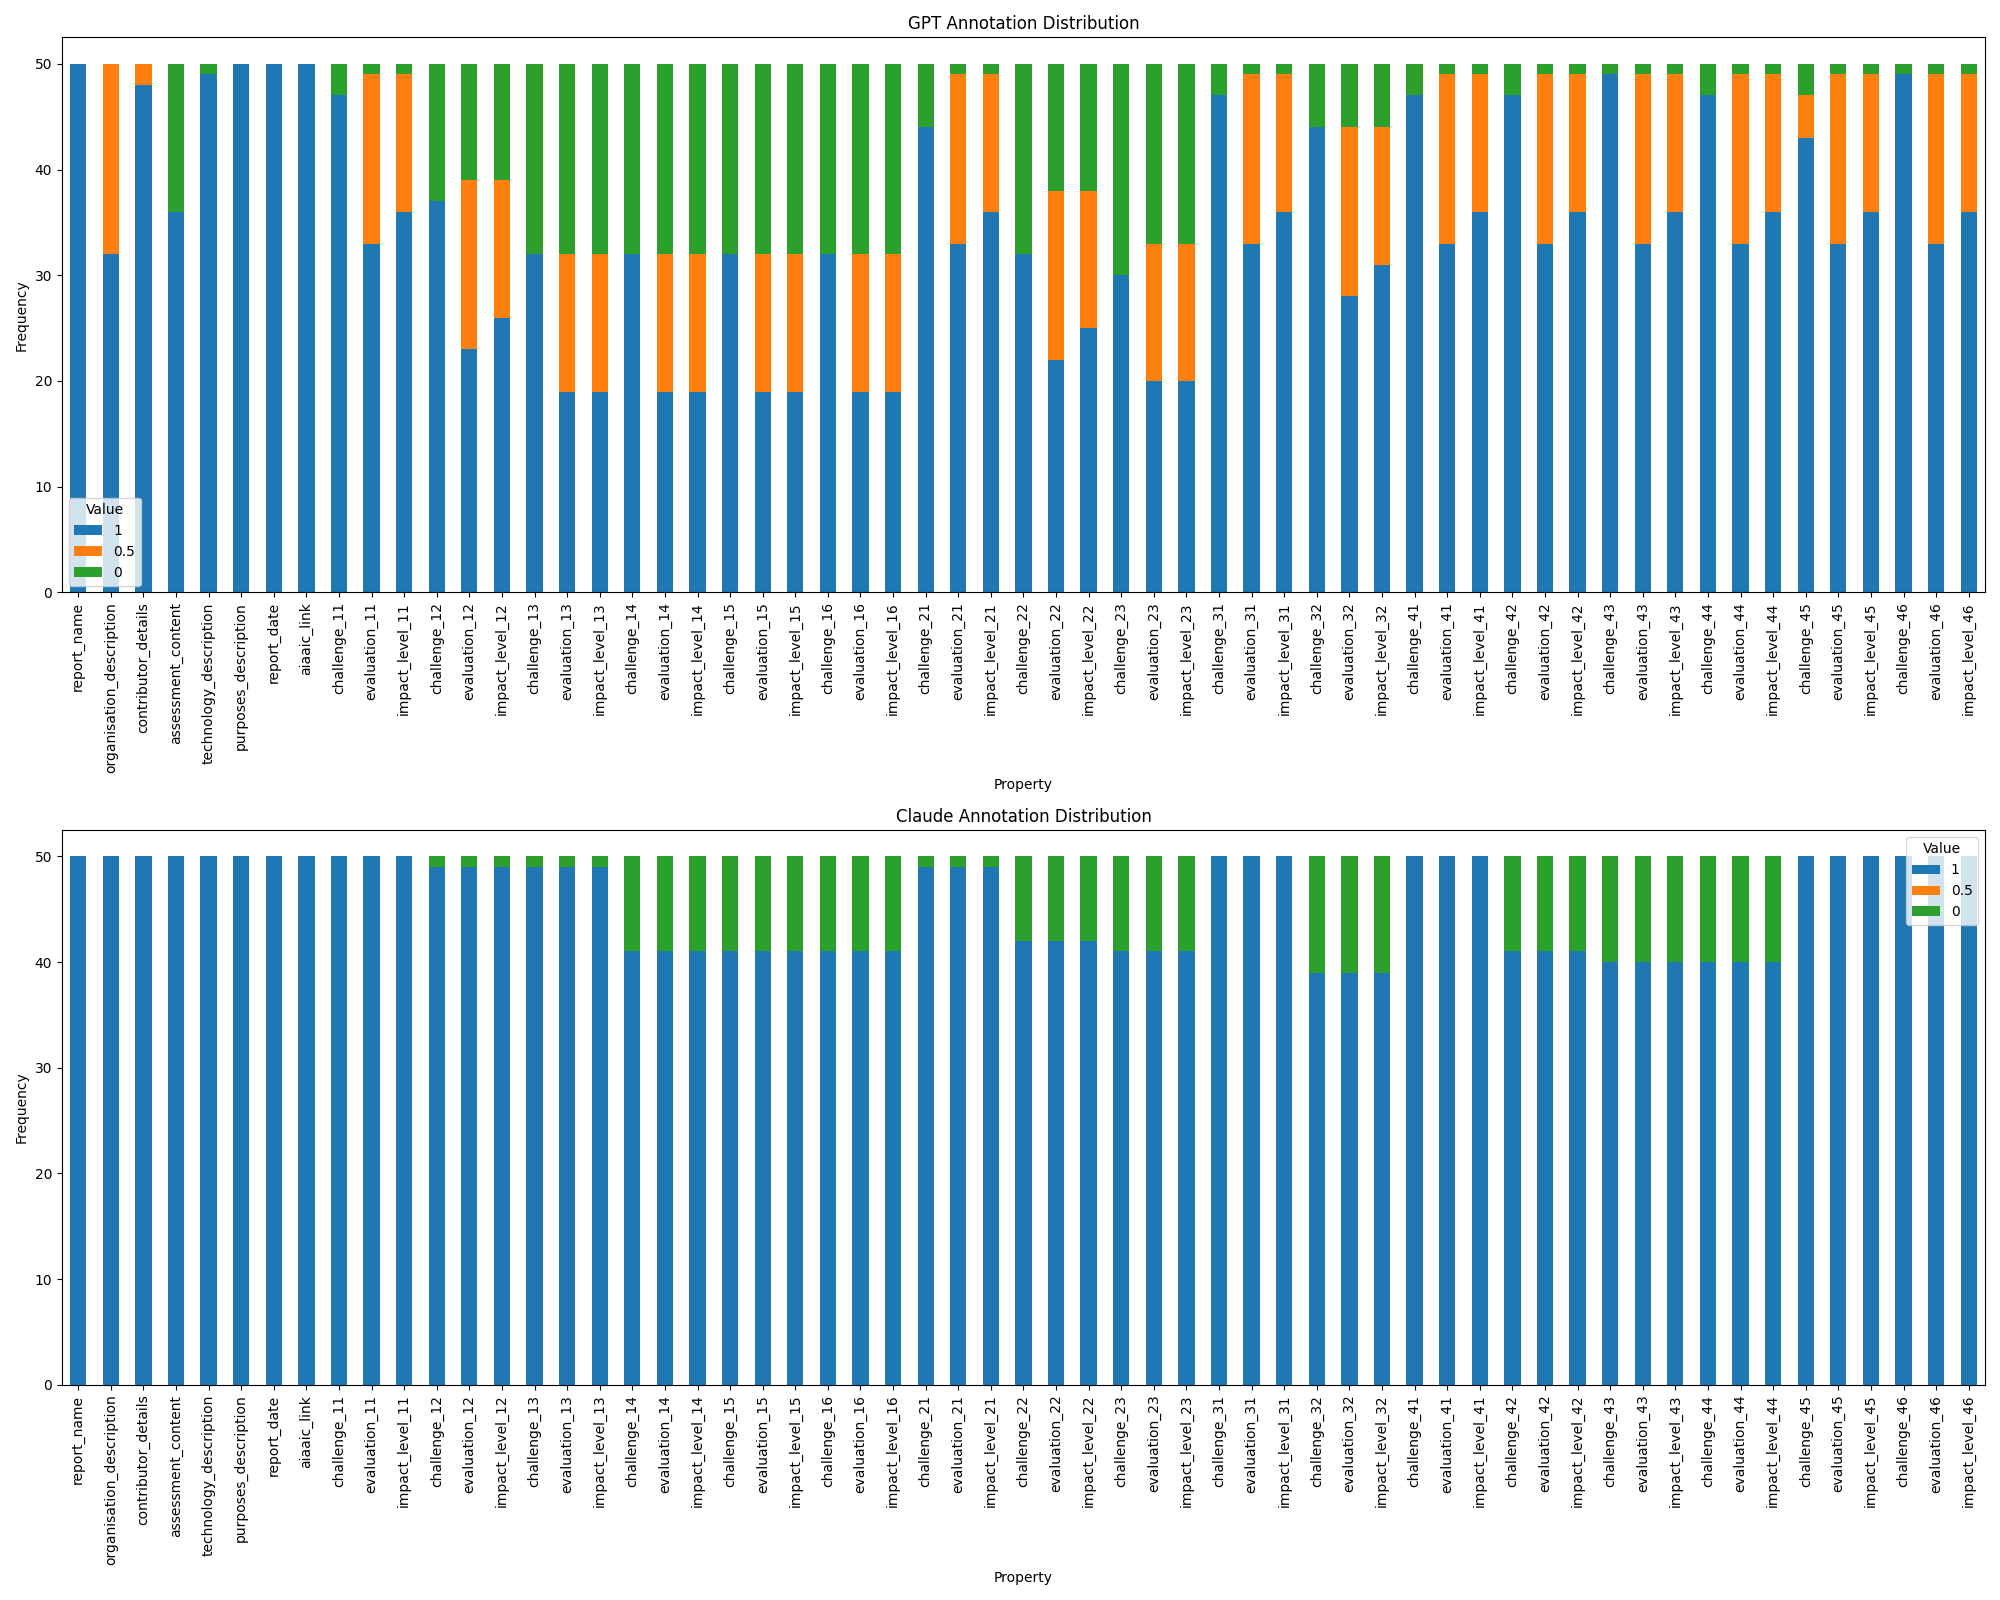 GPT Annotation Distribution
Frequency
50
40
30
20
10
0
Value
1
0.5
0
report_name
organisation_description
contributor_details
assessment_content
technology_description
purposes_description
report_date
aiaaic_link
challenge_11
evaluation_11
impact_level_11
challenge_12
evaluation_12
impact_level_12
challenge_13
evaluation_13
impact_level_13
challenge_14
evaluation_14
impact_level_14
challenge_15
evaluation_15
impact_level_15
challenge_16
evaluation_16
impact_level_16
challenge_21
evaluation_21
impact_level_21
challenge_22
evaluation_22
impact_level_22
challenge_23
evaluation_23
impact_level_23
challenge_31
evaluation_31
impact_level_31
challenge_32
evaluation_32
impact_level_32
challenge_41
evaluation_41
impact_level_41
challenge_42
evaluation_42
impact_level_42
challenge_43
evaluation_43
impact_level_43
challenge_44
evaluation_44
impact_level_44
challenge_45
evaluation_45
impact_level_45
challenge_46
evaluation_46
impact_level_46
Property
Claude Annotation Distribution
Frequency
50
40
30
20
10
0
Value
1
0.5
0
report_name
organisation_description
contributor_details
assessment_content
technology_description
purposes_description
report_date
aiaaic_link
challenge_11
evaluation_11
impact_level_11
challenge_12
evaluation_12
impact_level_12
challenge_13
evaluation_13
impact_level_13
challenge_14
evaluation_14
impact_level_14
challenge_15
evaluation_15
impact_level_15
challenge_16
evaluation_16
impact_level_16
challenge_21
evaluation_21
impact_level_21
challenge_22
evaluation_22
impact_level_22
challenge_23
evaluation_23
impact_level_23
challenge_31
evaluation_31
impact_level_31
challenge_32
evaluation_32
impact_level_32
challenge_41
evaluation_41
impact_level_41
challenge_42
evaluation_42
impact_level_42
challenge_43
evaluation_43
impact_level_43
challenge_44
evaluation_44
impact_level_44
challenge_45
evaluation_45
impact_level_45
challenge_46
evaluation_46
impact_level_46
Property